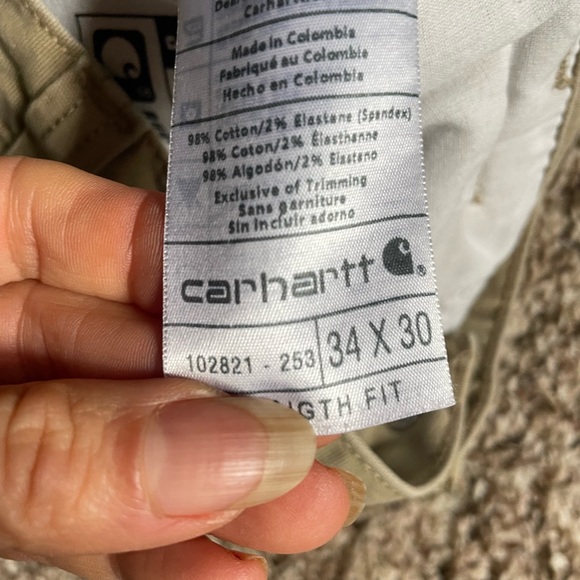 Made in Colombia
Fabriqué au Colombie
Hecho en Colombia
98% Cotton/2% Elastane (Spandex)
98% Coton/2% Élasthanne
98% Algodón/2% Elastano
Exclusive of Trimming
Sans garniture
Sin incluir adorno
carhartt
102821 - 253
34 X 30
FIT